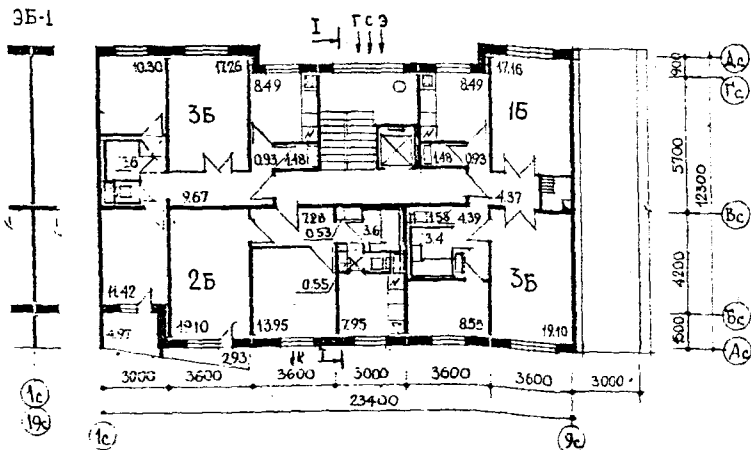 ЭБ-1
I ГСЭ
10.30 17.26 8.49 8.49 17.16
3Б 1Б
3.6 0.93 1.48 1.48 0.93
9.67 4.37
7.28 0.53 3.6 1.58 4.39
3.4
2Б 3Б
11.42 0.55
19.10 13.95 7.95 8.55 19.10
4.97 2.93 I
3000 3600 3600 3000 3600 3600 3000
23400
1с 9с
1с
19с
Дс
900
Гс
5700
12300
Вс
4200
Бс
1500
Ас